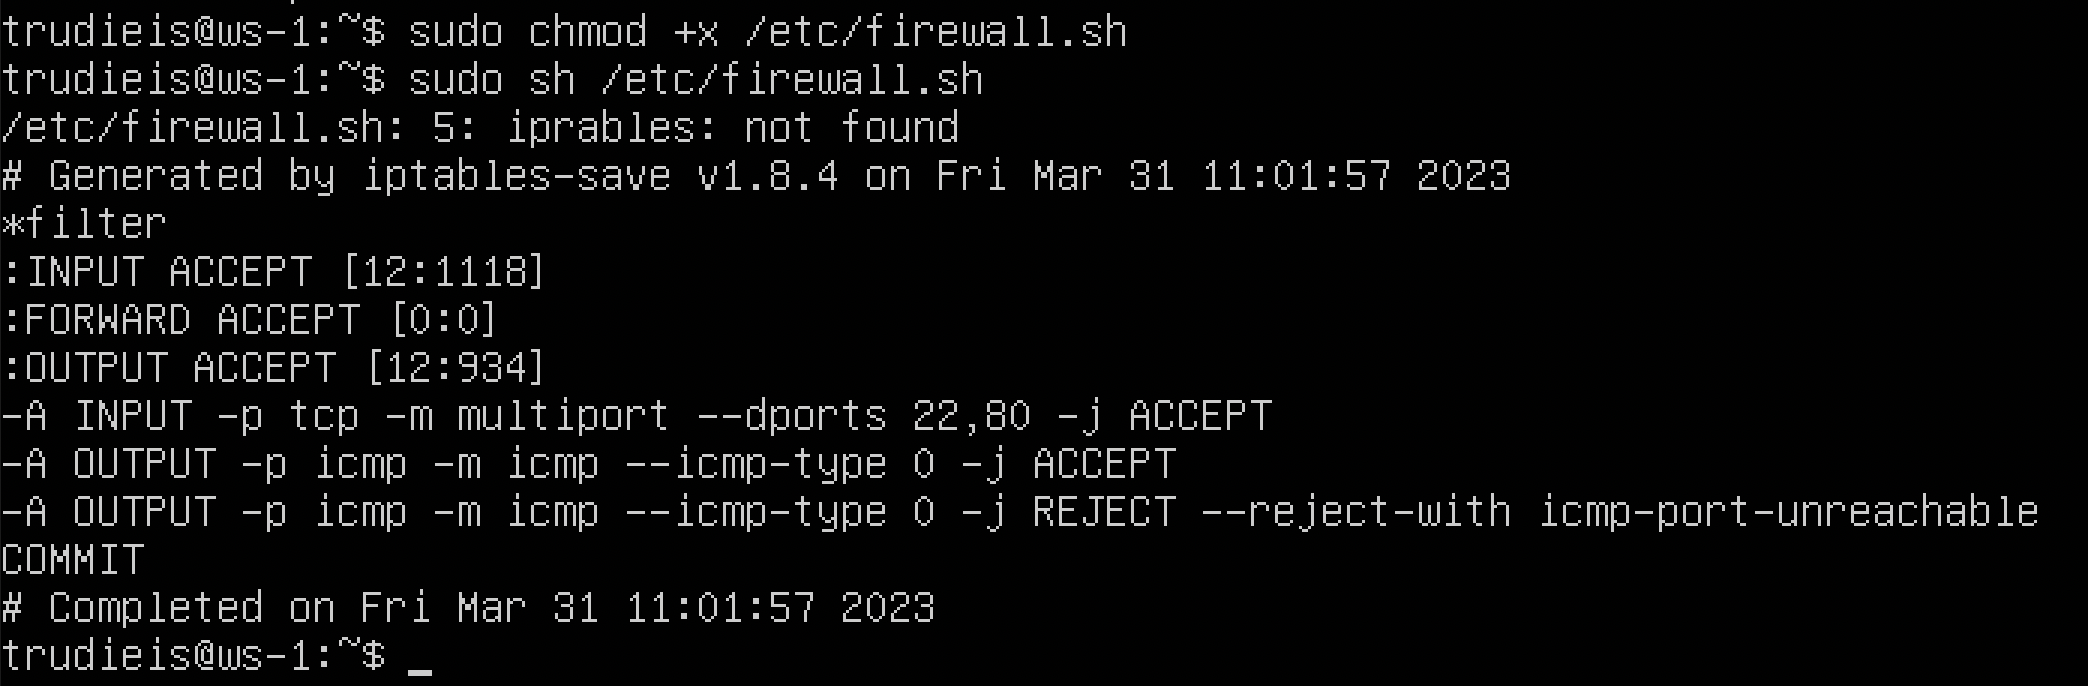 trudieis@ws-1:~$ sudo chmod +x /etc/firewall.sh
trudieis@ws-1:~$ sudo sh /etc/firewall.sh
/etc/firewall.sh: 5: iprables: not found
# Generated by iptables-save v1.8.4 on Fri Mar 31 11:01:57 2023
*filter
:INPUT ACCEPT [12:1118]
:FORWARD ACCEPT [0:0]
:OUTPUT ACCEPT [12:934]
-A INPUT -p tcp -m multiport --dports 22,80 -j ACCEPT
-A OUTPUT -p icmp -m icmp --icmp-type 0 -j ACCEPT
-A OUTPUT -p icmp -m icmp --icmp-type 0 -j REJECT --reject-with icmp-port-unreachable
COMMIT
# Completed on Fri Mar 31 11:01:57 2023
trudieis@ws-1:~$ _